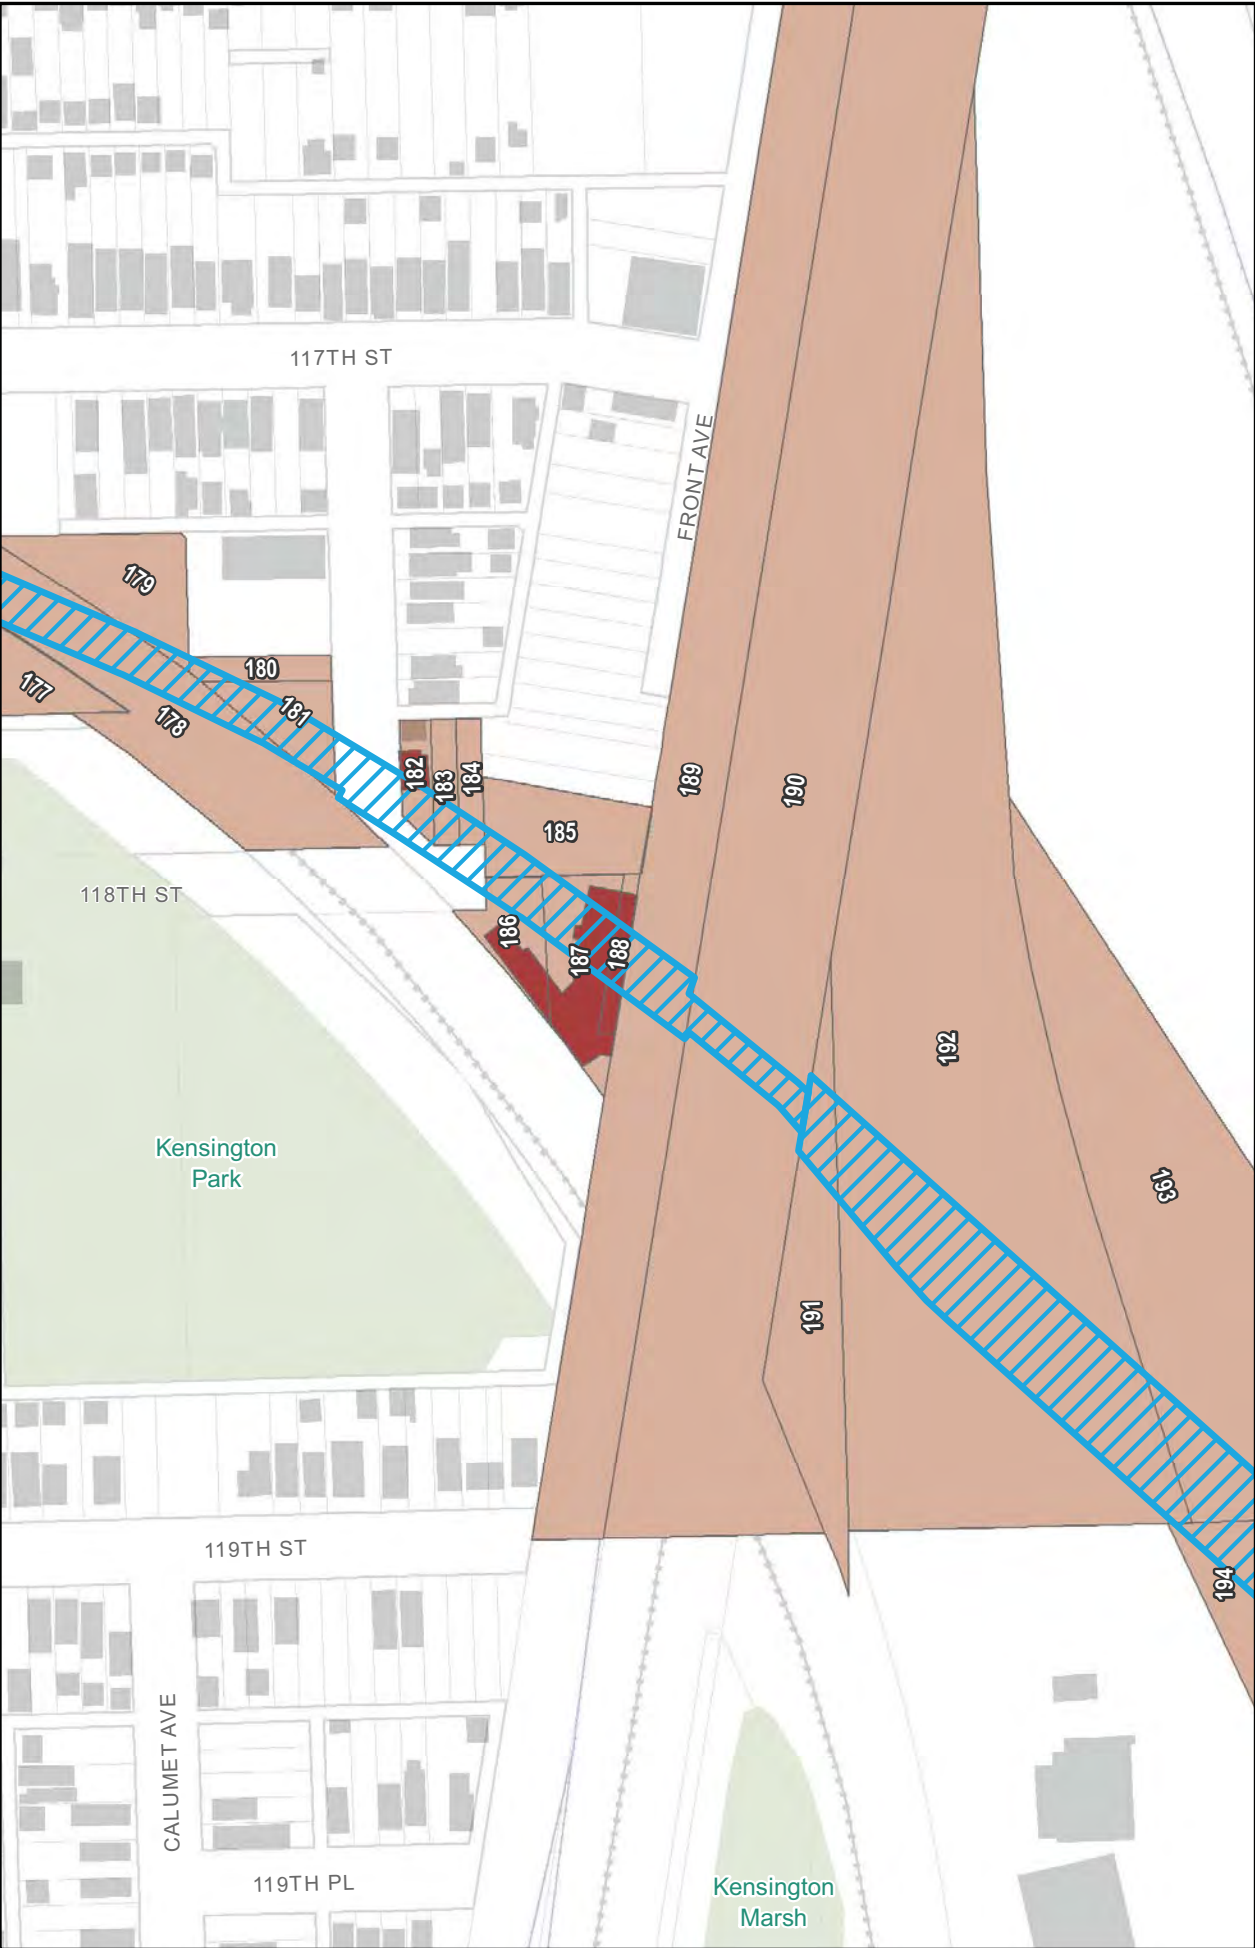 117TH ST
FRONT AVE
179
180
177
181
178
182
183
184
189
190
185
118TH ST
186
187
188
192
Kensington
Park
193
191
119TH ST
194
CALUMET AVE
119TH PL
Kensington
Marsh